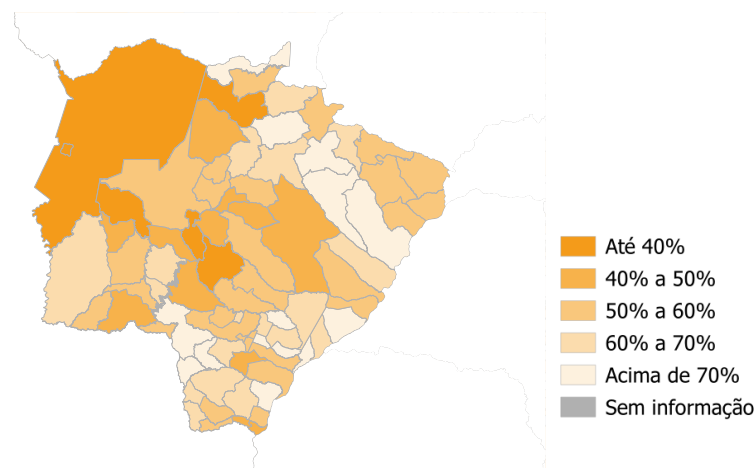 Até 40%
40% a 50%
50% a 60%
60% a 70%
Acima de 70%
Sem informação